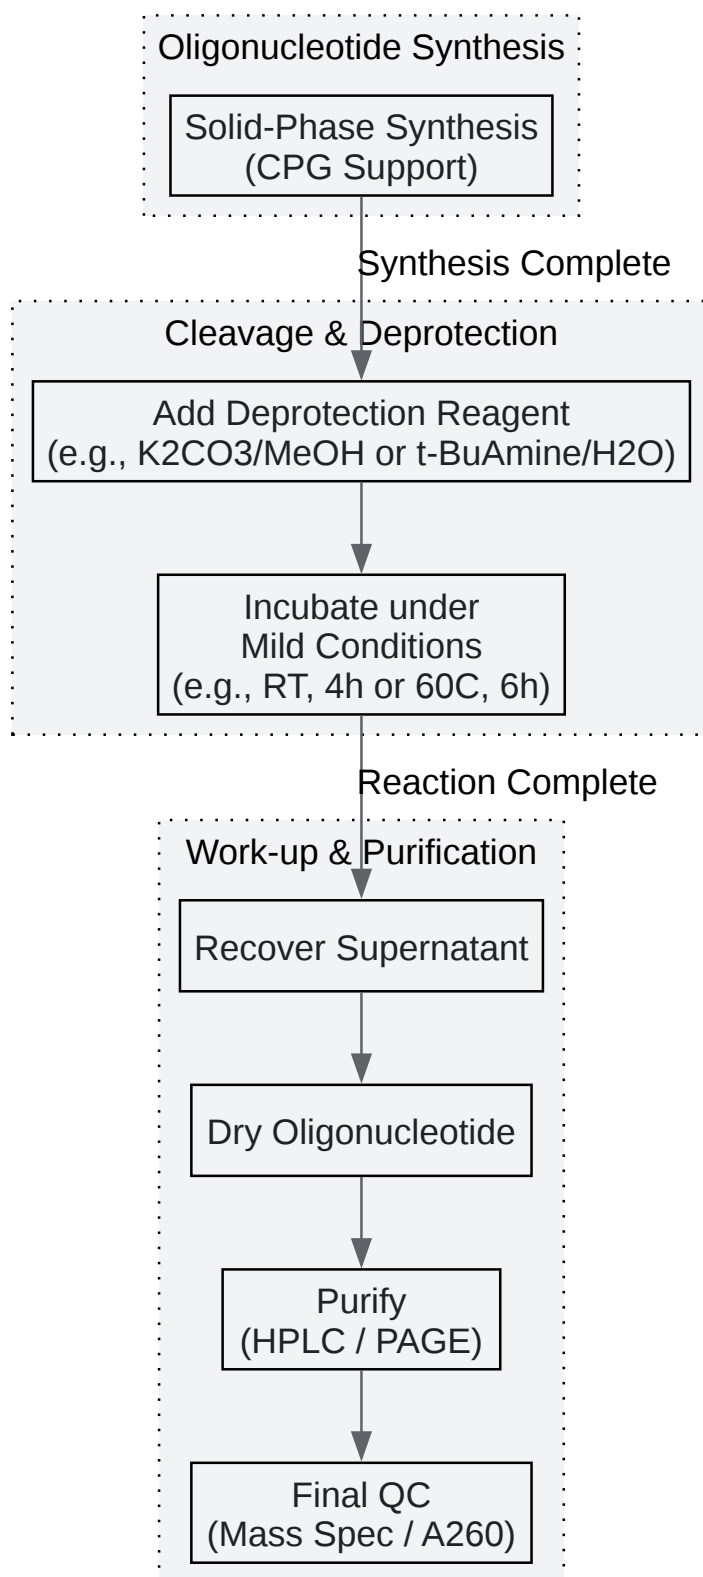 Oligonucleotide Synthesis
Solid-Phase Synthesis
(CPG Support)
Synthesis Complete
Cleavage & Deprotection
Add Deprotection Reagent
(e.g., K2CO3/MeOH or t-BuAmine/H2O)
Incubate under
Mild Conditions
(e.g., RT, 4h or 60C, 6h)
Reaction Complete
Work-up & Purification
Recover Supernatant
Dry Oligonucleotide
Purify
(HPLC / PAGE)
Final QC
(Mass Spec / A260)